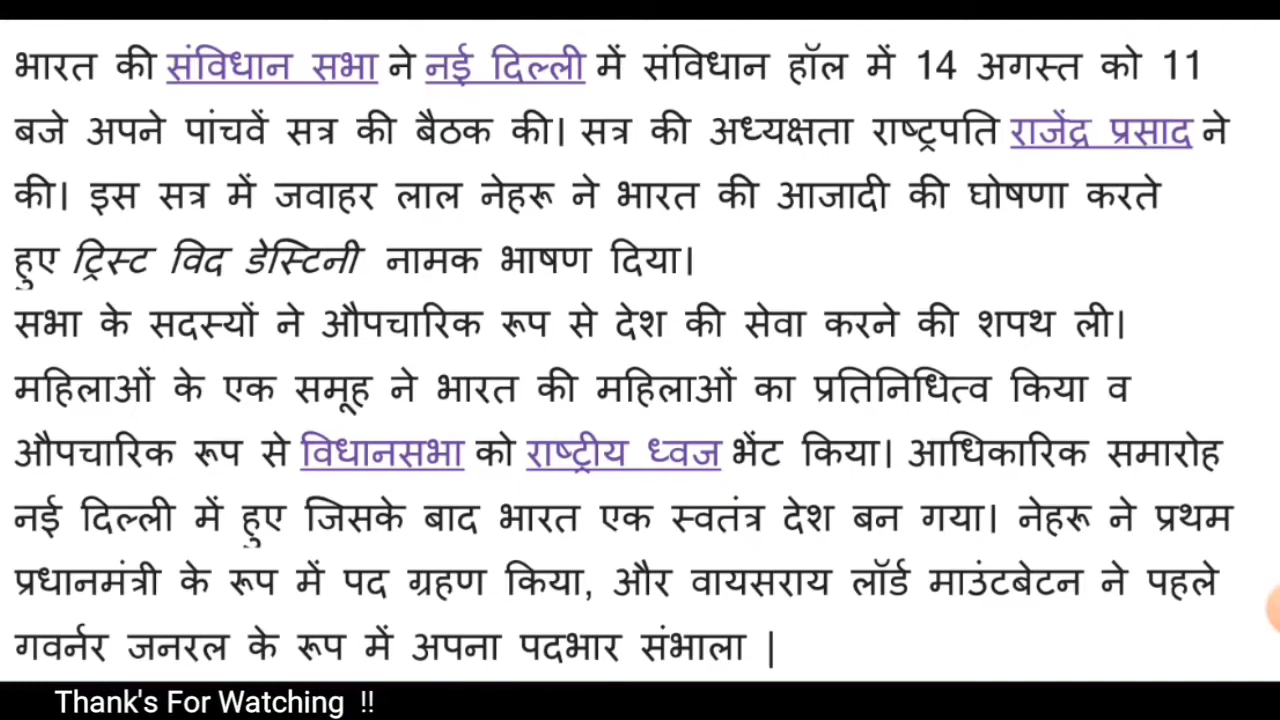 भारत की संविधान सभा ने नई दिल्ली में संविधान हॉल में 14 अगस्त को 11
बजे अपने पांचवें सत्र की बैठक की। सत्र की अध्यक्षता राष्ट्रपति राजेंद्र प्रसाद ने
की। इस सत्र में जवाहर लाल नेहरू ने भारत की आजादी की घोषणा करते
हुए ट्रिस्ट विद डेस्टिनी नामक भाषण दिया।
सभा के सदस्यों ने औपचारिक रूप से देश की सेवा करने की शपथ ली।
महिलाओं के एक समूह ने भारत की महिलाओं का प्रतिनिधित्व किया व
औपचारिक रूप से विधानसभा को राष्ट्रीय ध्वज भेंट किया। आधिकारिक समारोह
नई दिल्ली में हुए जिसके बाद भारत एक स्वतंत्र देश बन गया। नेहरू ने प्रथम
प्रधानमंत्री के रूप में पद ग्रहण किया, और वायसराय लॉर्ड माउंटबेटन ने पहले
गवर्नर जनरल के रूप में अपना पदभार संभाला |
Thank's For Watching !!